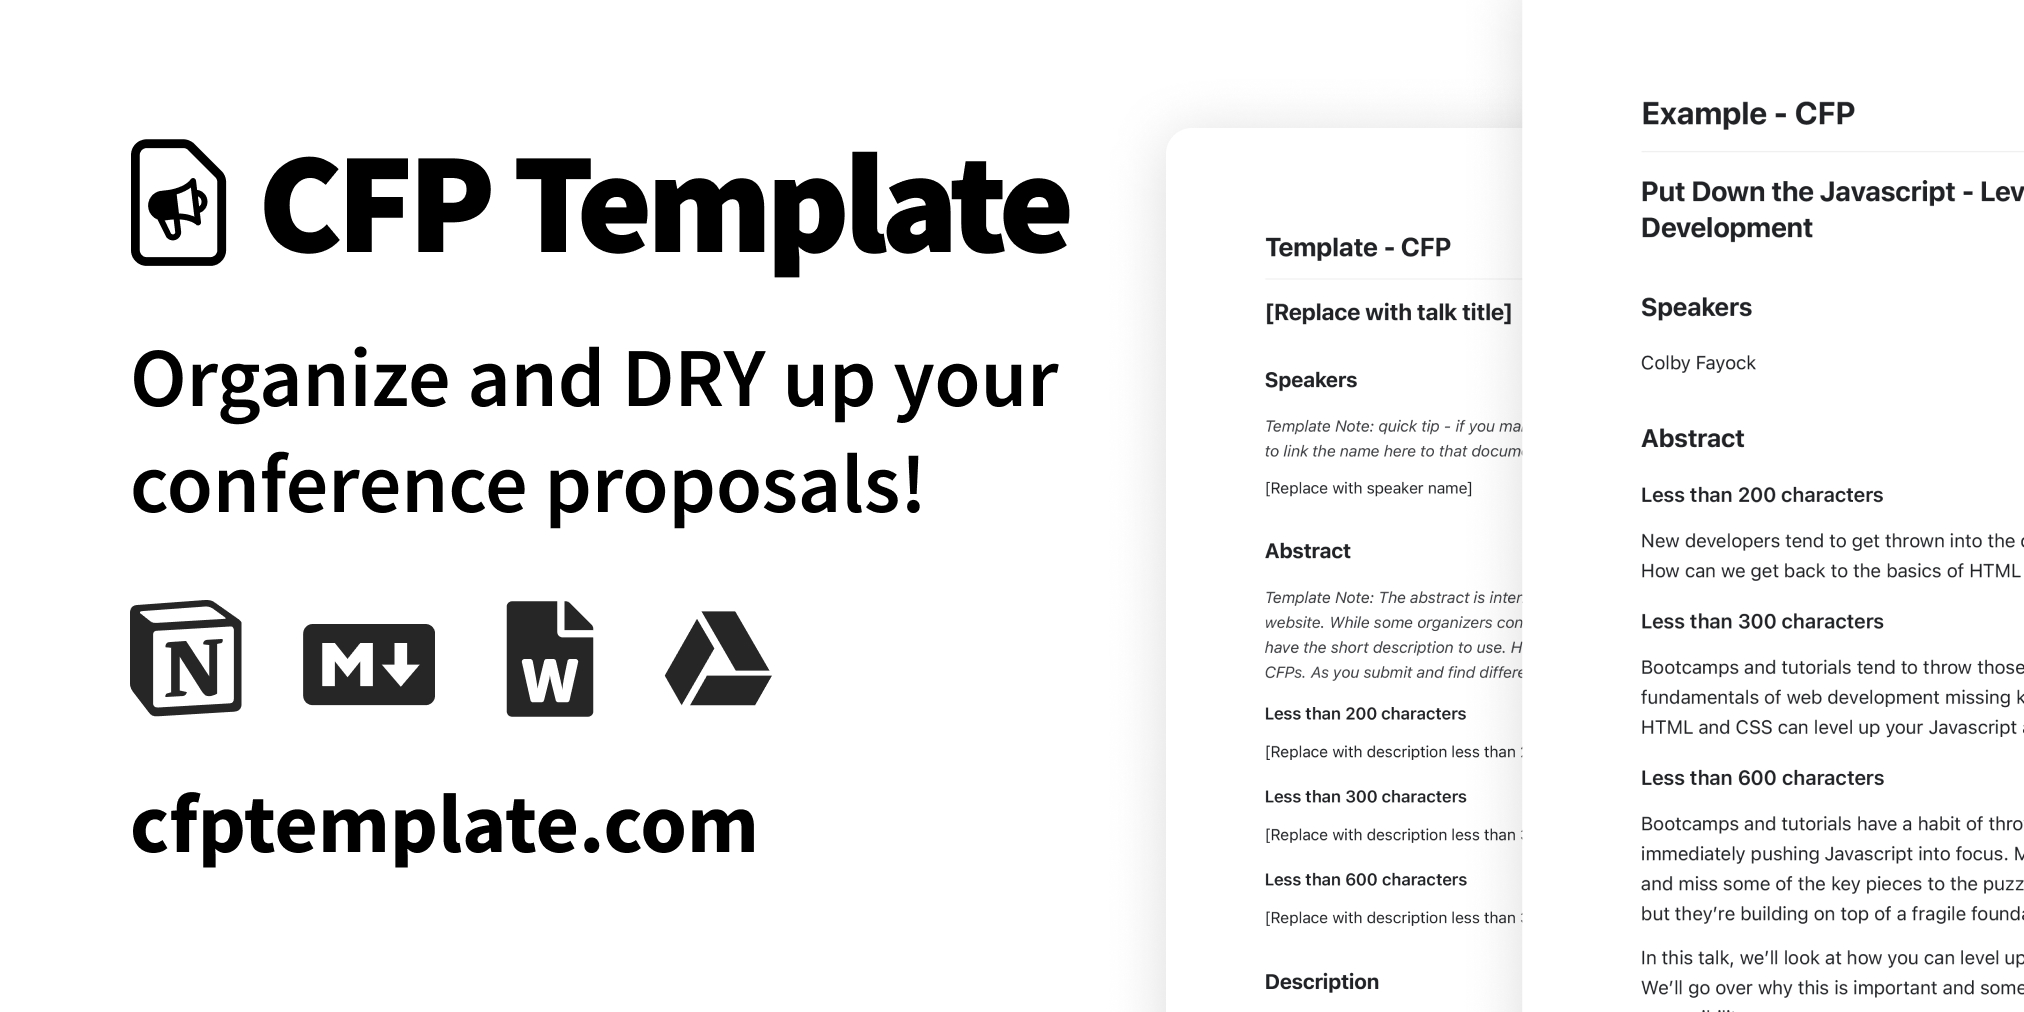 CFP Template
Organize and DRY up your
conference proposals!
N
M
W
cfptemplate.com
Template - CFP
[Replace with talk title]
Speakers
Template Note: quick tip - if you
to link the name here to that
[Replace with speaker name]
Abstract
Template Note: The abstract is
website. While some organizers
have the short description to use.
CFPs. As you submit and find
Less than 200 characters
[Replace with description less than
Less than 300 characters
[Replace with description less than
Less than 600 characters
[Replace with description less than
Description
Example - CFP
Put Down the Javascript -
Development
Speakers
Colby Fayock
Abstract
Less than 200 characters
New developers tend to get thrown into the
How can we get back to the basics of HTML
Less than 300 characters
Bootcamps and tutorials tend to throw those
fundamentals of web development missing
HTML and CSS can level up your Javascript
Less than 600 characters
Bootcamps and tutorials have a habit of
immediately pushing Javascript into focus.
and miss some of the key pieces to the
but they're building on top of a fragile
In this talk, we'll look at how you can level up
We'll go over why this is important and some